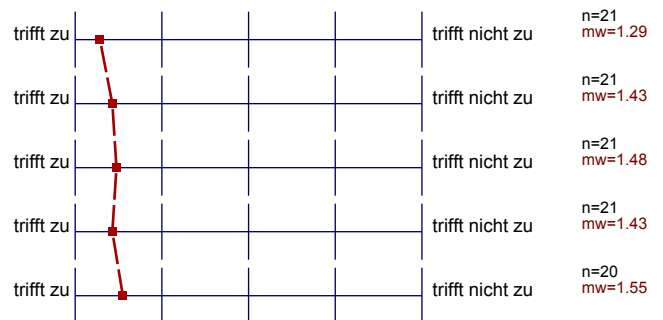 trifft zu trifft nicht zu n=21
mw=1.29
trifft zu trifft nicht zu n=21
mw=1.43
trifft zu trifft nicht zu n=21
mw=1.48
trifft zu trifft nicht zu n=21
mw=1.43
trifft zu trifft nicht zu n=20
mw=1.55